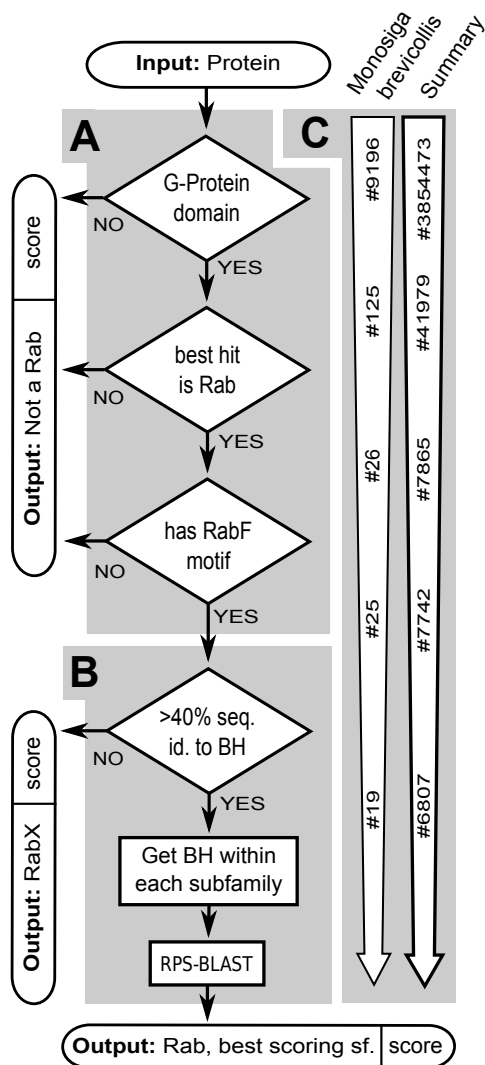 Input: Protein
Monosiga
brevicollis
Summary
A
C
G-Protein
domain
NO
YES
best hit
is Rab
NO
YES
has RabF
motif
NO
YES
Output: Not a Rab
score
B
>40% seq.
id. to BH
NO
YES
Output: RabX
score
Get BH within
each subfamily
RPS-BLAST
Output: Rab, best scoring sf.
score
#9196
#125
#26
#25
#19
#3854473
#41979
#7865
#7742
#6807